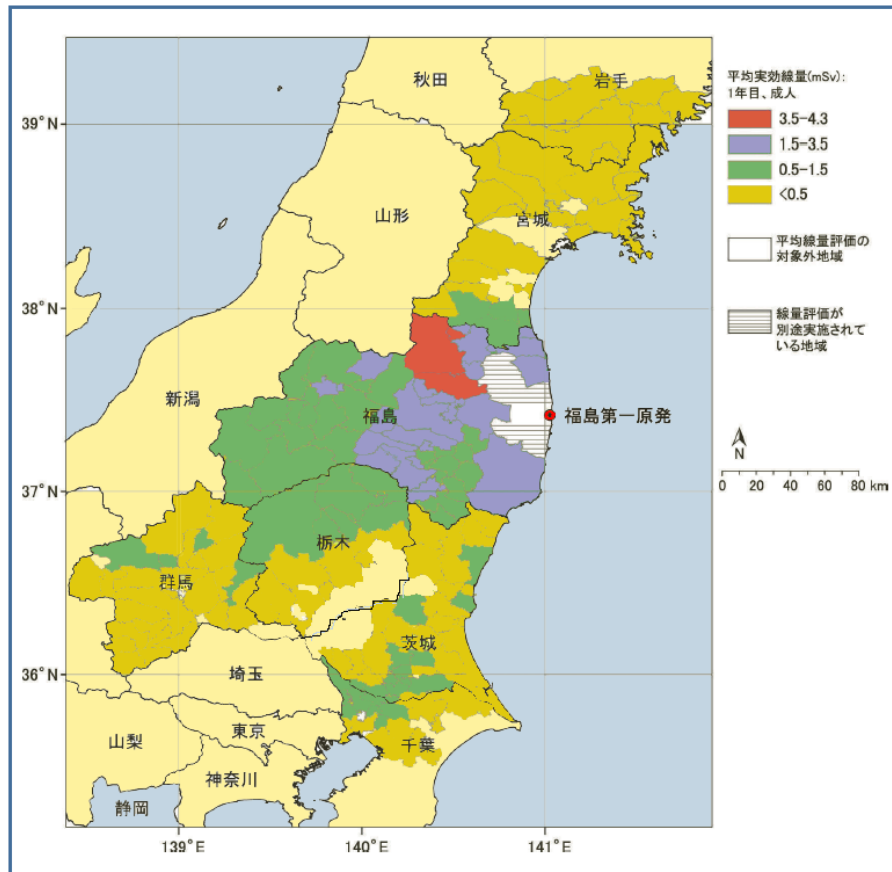 秋田
岩手
39°N
山形
宮城
38°N
新潟
福島
福島第一原発
37°N
栃木
群馬
茨城
36°N
埼玉
東京
山梨
千葉
神奈川
静岡
139°E
140°E
141°E
平均実効線量(mSv):
1年目、成人
3.5-4.3
1.5-3.5
0.5-1.5
<0.5
平均線量評価の
対象外地域
線量評価が
別途実施されて
いる地域
N
0 20 40 60 80 km